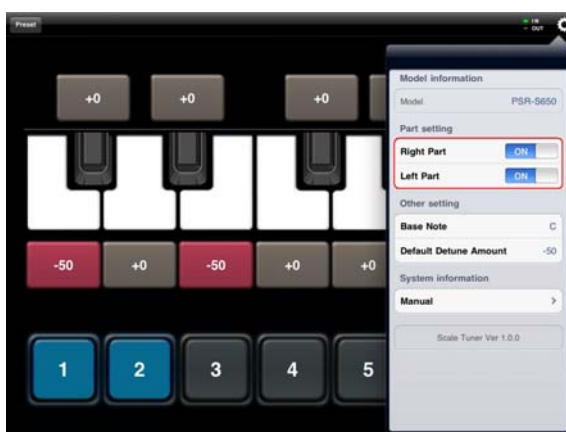 Preset
IN
OUT
+0 +0 +0
-50 +0 -50 +0 +0
1 2 3 4 5
Model information
Model PSR-S650
Part setting
Right Part ON
Left Part ON
Other setting
Base Note C
Default Detune Amount -50
System information
Manual
Scale Tuner Ver 1.0.0